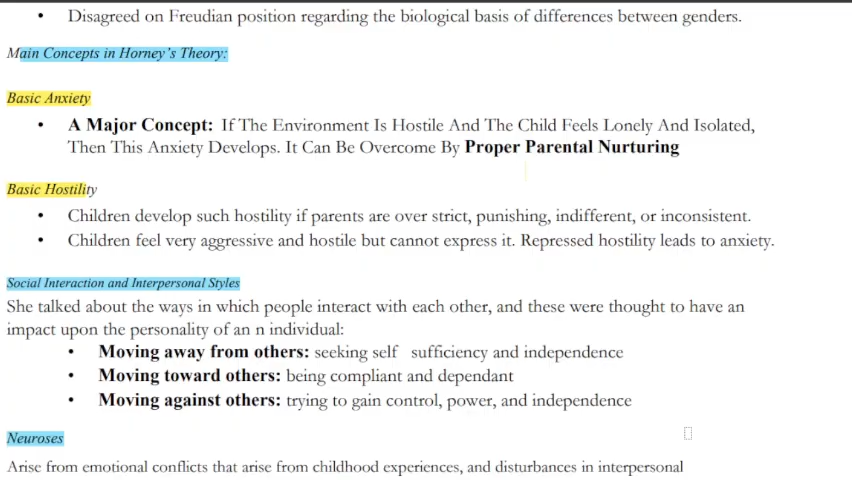 • Disagreed on Freudian position regarding the biological basis of differences between genders.
Main Concepts in Horney's Theory:
Basic Anxiety
• A Major Concept: If The Environment Is Hostile And The Child Feels Lonely And Isolated,
Then This Anxiety Develops. It Can Be Overcome By Proper Parental Nurturing
Basic Hostility
• Children develop such hostility if parents are over strict, punishing, indifferent, or inconsistent.
• Children feel very aggressive and hostile but cannot express it. Repressed hostility leads to anxiety.
Social Interaction and Interpersonal Styles
She talked about the ways in which people interact with each other, and these were thought to have an
impact upon the personality of an n individual:
• Moving away from others: seeking self sufficiency and independence
• Moving toward others: being compliant and dependant
• Moving against others: trying to gain control, power, and independence
Neuroses
Arise from emotional conflicts that arise from childhood experiences, and disturbances in interpersonal